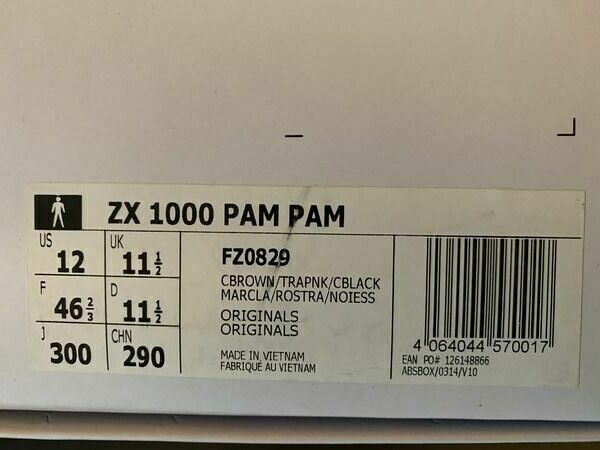 ZX 1000 PAM PAM
US 12 UK 11 1/2
F 46 2/3 D 11 1/2
J 300 CHN 290
FZ0829
CBROWN/TRAPNK/CBLACK
MARCLA/ROSTRA/NOIESS
ORIGINALS
ORIGINALS
MADE IN VIETNAM
FABRIQUÉ AU VIETNAM
4 064044 570017
EAN PO# 126148866
ABSBOX/0314/V10